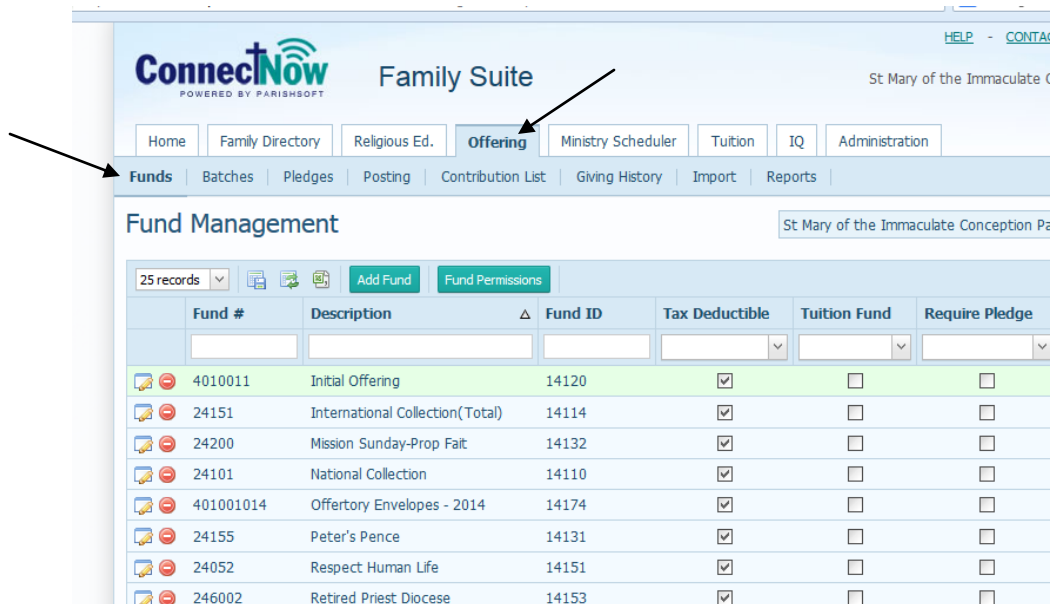 HELP - CONTAC
ConnectNow
POWERED BY PARISHSOFT
Family Suite
St Mary of the Immaculate C
Home Family Directory Religious Ed. Offering Ministry Scheduler Tuition IQ Administration
Funds Batches Pledges Posting Contribution List Giving History Import Reports
Fund Management
St Mary of the Immaculate Conception Pa
25 records Add Fund Fund Permissions
Fund # Description Fund ID Tax Deductible Tuition Fund Require Pledge
4010011 Initial Offering 14120
24151 International Collection(Total) 14114
24200 Mission Sunday-Prop Fait 14132
24101 National Collection 14110
401001014 Offertory Envelopes - 2014 14174
24155 Peter's Pence 14131
24052 Respect Human Life 14151
246002 Retired Priest Diocese 14153